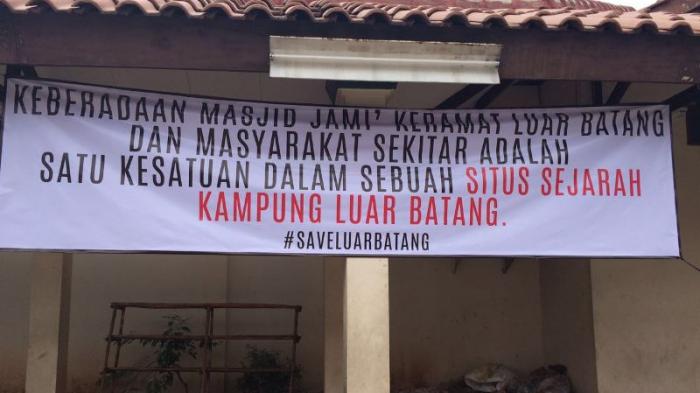 KEBERADAAN MASJID JAMI' KERAMAT LUAR BATANG
DAN MASYARAKAT SEKITAR ADALAH
SATU KESATUAN DALAM SEBUAH SITUS SEJARAH
KAMPUNG LUAR BATANG.
#SAVELUARBATANG